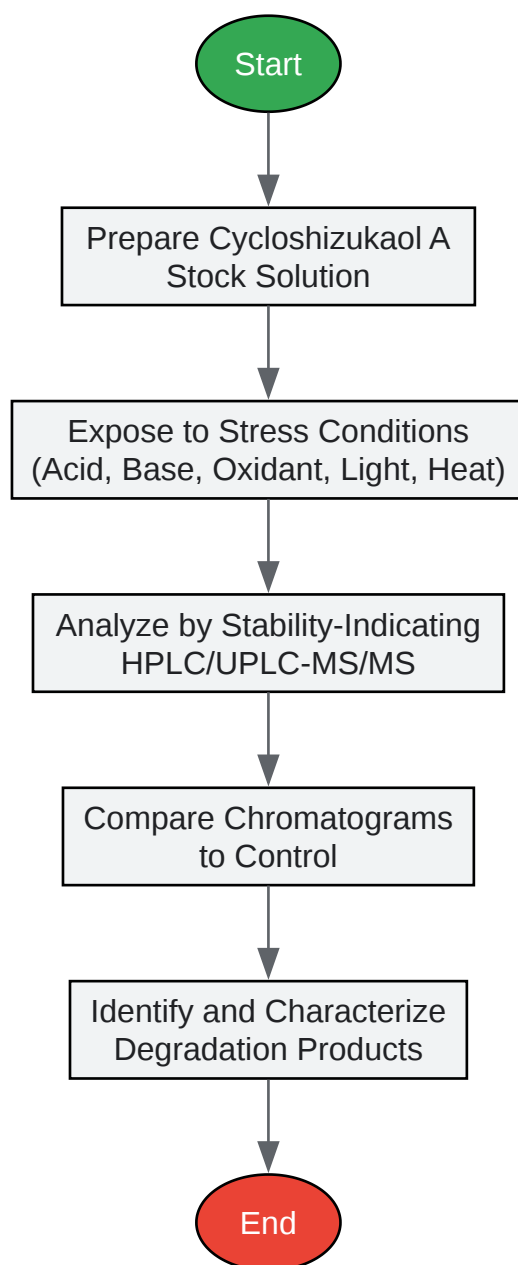 Start
Prepare Cycloshizukaol A
Stock Solution
Expose to Stress Conditions
(Acid, Base, Oxidant, Light, Heat)
Analyze by Stability-Indicating
HPLC/UPLC-MS/MS
Compare Chromatograms
to Control
Identify and Characterize
Degradation Products
End